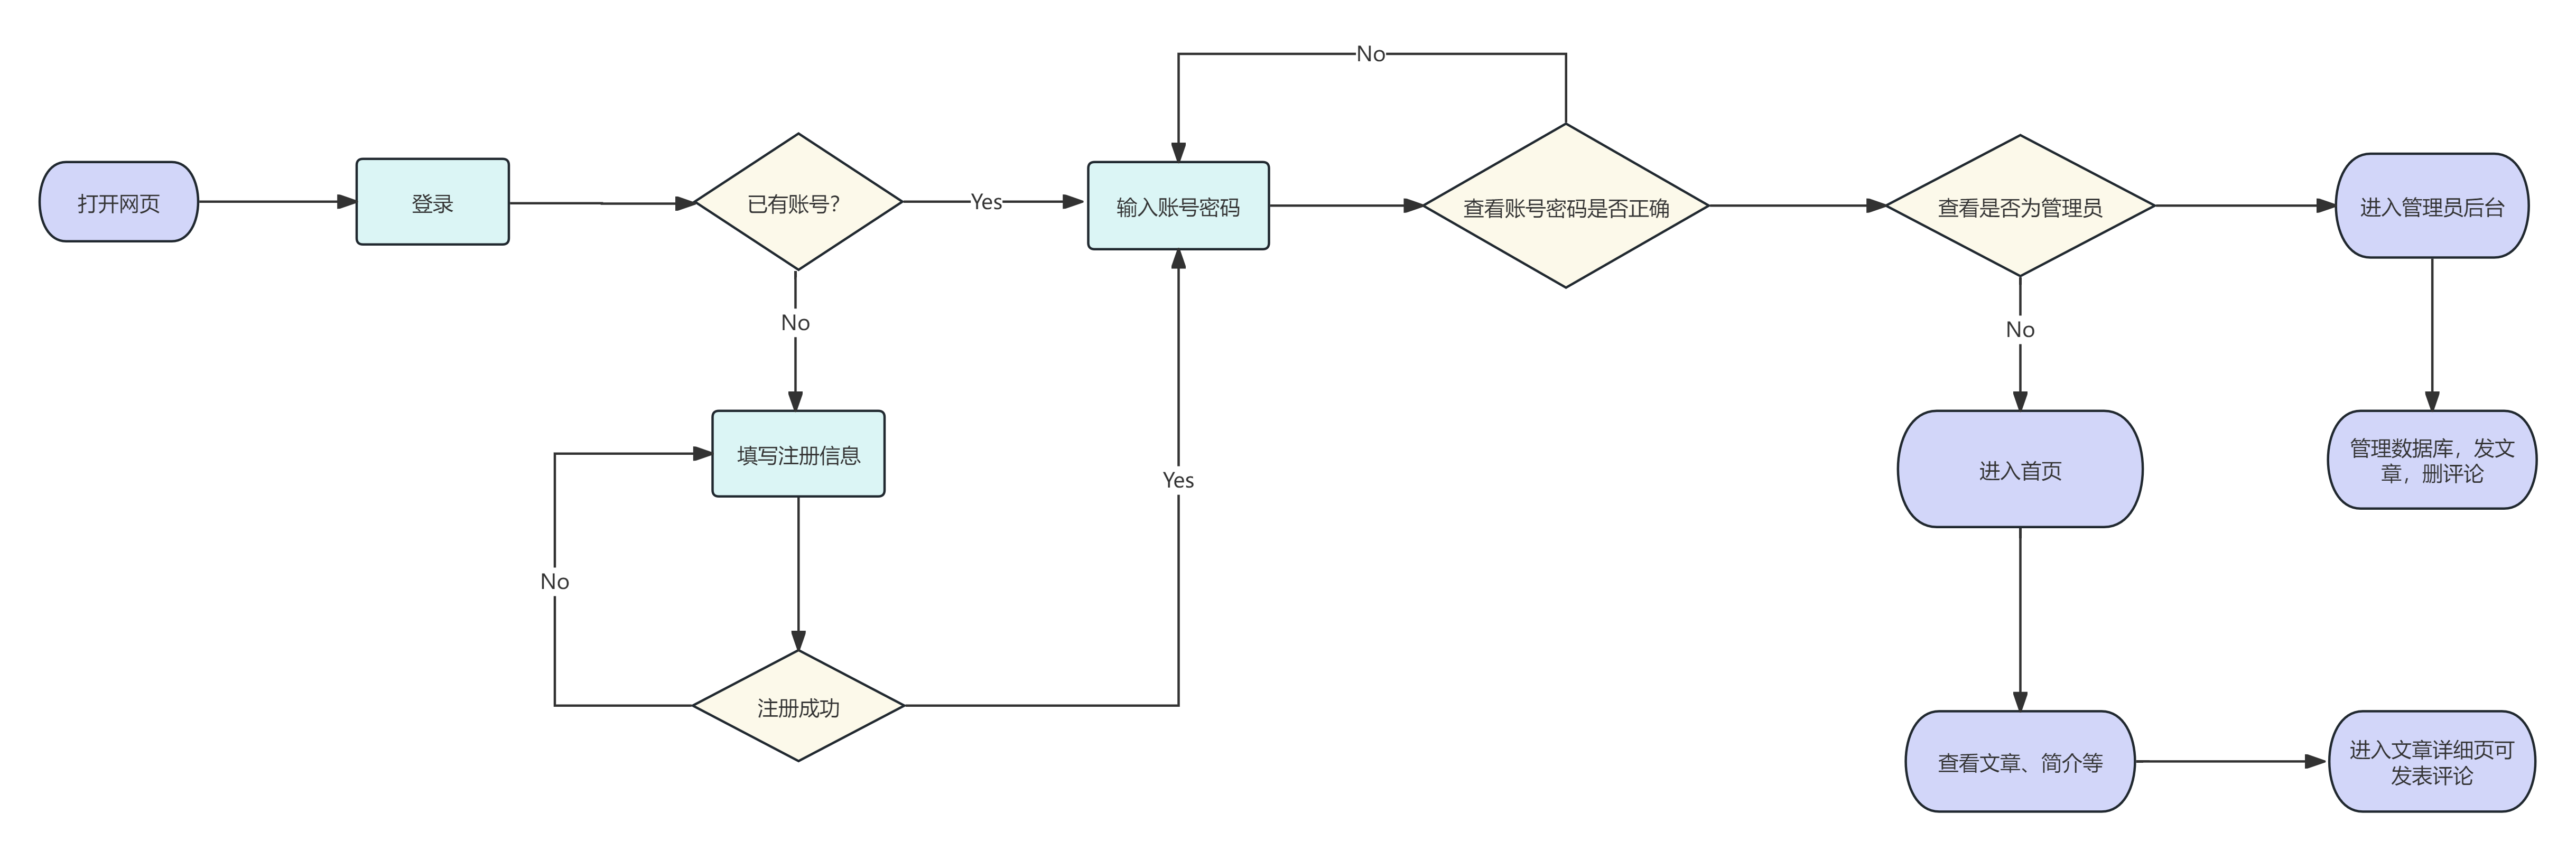 No
打开网页
登录
已有账号?
Yes
输入账号密码
查看账号密码是否正确
查看是否为管理员
进入管理员后台
No
No
填写注册信息
Yes
进入首页
管理数据库，发文
章，删评论
No
注册成功
查看文章、简介等
进入文章详细页可
发表评论